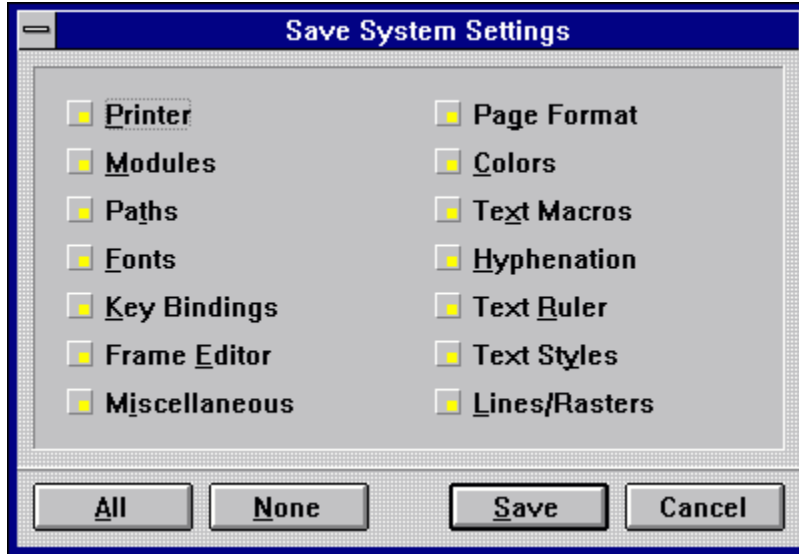 Save System Settings
Printer
Modules
Paths
Fonts
Key Bindings
Frame Editor
Miscellaneous
Page Format
Colors
Text Macros
Hyphenation
Text Ruler
Text Styles
Lines/Rasters
All None Save Cancel